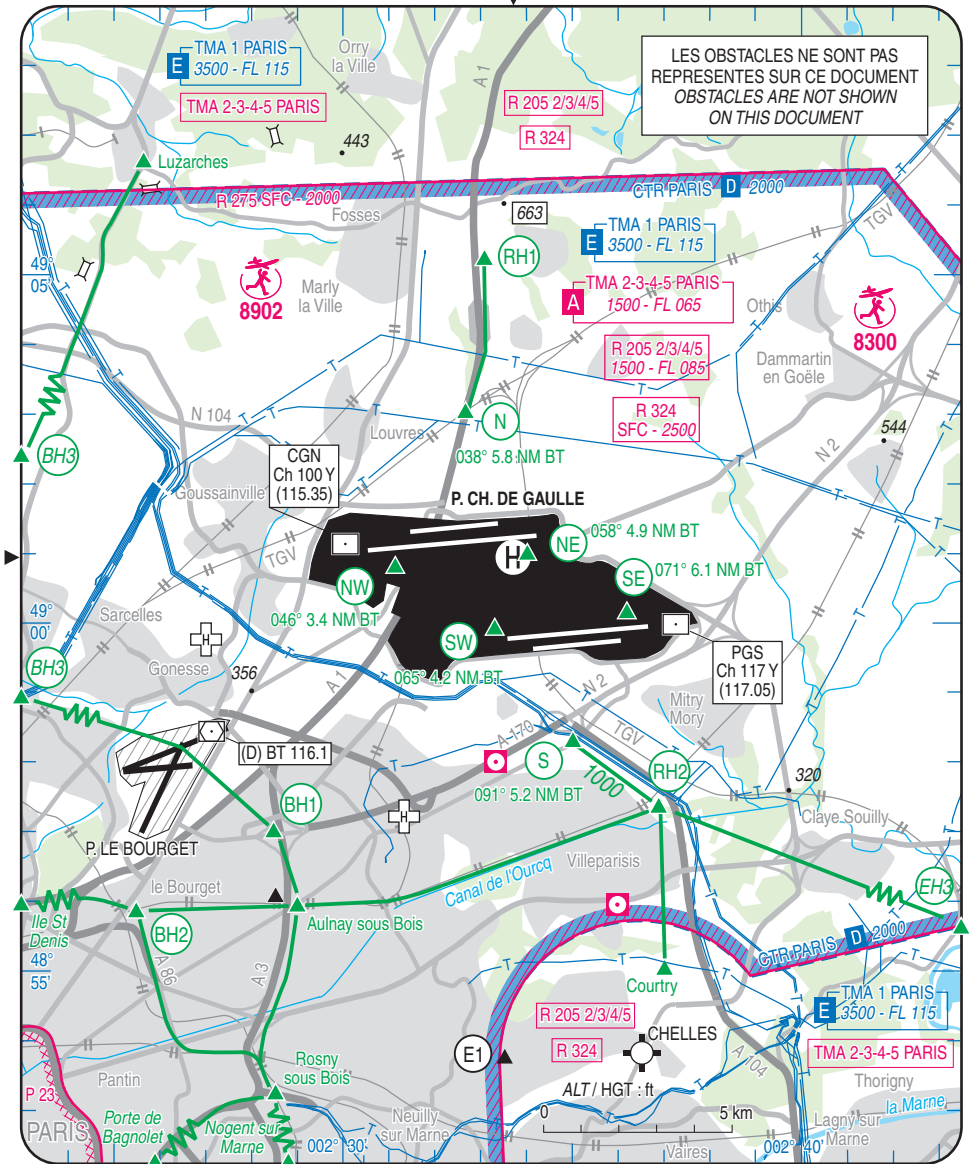 TMA 1 PARIS
E
3500 - FL 115
TMA 2-3-4-5 PARIS
Orry
la Ville
A 1
R 205 2/3/4/5
R 324
LES OBSTACLES NE SONT PAS
REPRESENTES SUR CE DOCUMENT
OBSTACLES ARE NOT SHOWN
ON THIS DOCUMENT
443
Luzarches
R 275 SFC - 2000
CTR PARIS D 2000
Fosses
663
TGV
TMA 1 PARIS
E
3500 - FL 115
RH1
49°
05'
8902
Marly
la Ville
TMA 2-3-4-5 PARIS
A
1500 - FL 065
Othis
8300
R 205 2/3/4/5
1500 - FL 085
Dammartin
en Goële
R 324
SFC - 2500
N 104
Louvres
N
038° 5.8 NM BT
544
N 2
BH3
CGN
Ch 100 Y
(115.35)
Goussainville
P. CH. DE GAULLE
TGV
H
NE
058° 4.9 NM BT
NW
046° 3.4 NM BT
SE
071° 6.1 NM BT
49°
00'
Sarcelles
H
SW
065° 4.2 NM BT
PGS
Ch 117 Y
(117.05)
BH3
Gonesse
356
A 1
N 2
Mitry
Mory
A 170
TGV
(D) BT 116.1
S
091° 5.2 NM BT
1000
RH2
320
BH1
H
Claye Souilly
P. LE BOURGET
Villeparisis
le Bourget
Canal de l'Ourcq
EH3
Ile St
Denis
BH2
Aulnay sous Bois
48°
55'
A 86
A 3
CTR PARIS D 2000
Courtry
TMA 1 PARIS
E
3500 - FL 115
TMA 2-3-4-5 PARIS
R 205 2/3/4/5
R 324
CHELLES
E1
A 104
ALT / HGT : ft
0
5 km
Rosny
sous Bois
Pantin
P 23
PARIS
Porte de
Bagnolet
Nogent sur
Marne
Neuilly
sur Marne
002° 30'
Vaires
002° 40'
Thorigny
la Marne
Lagny sur
Marne
T